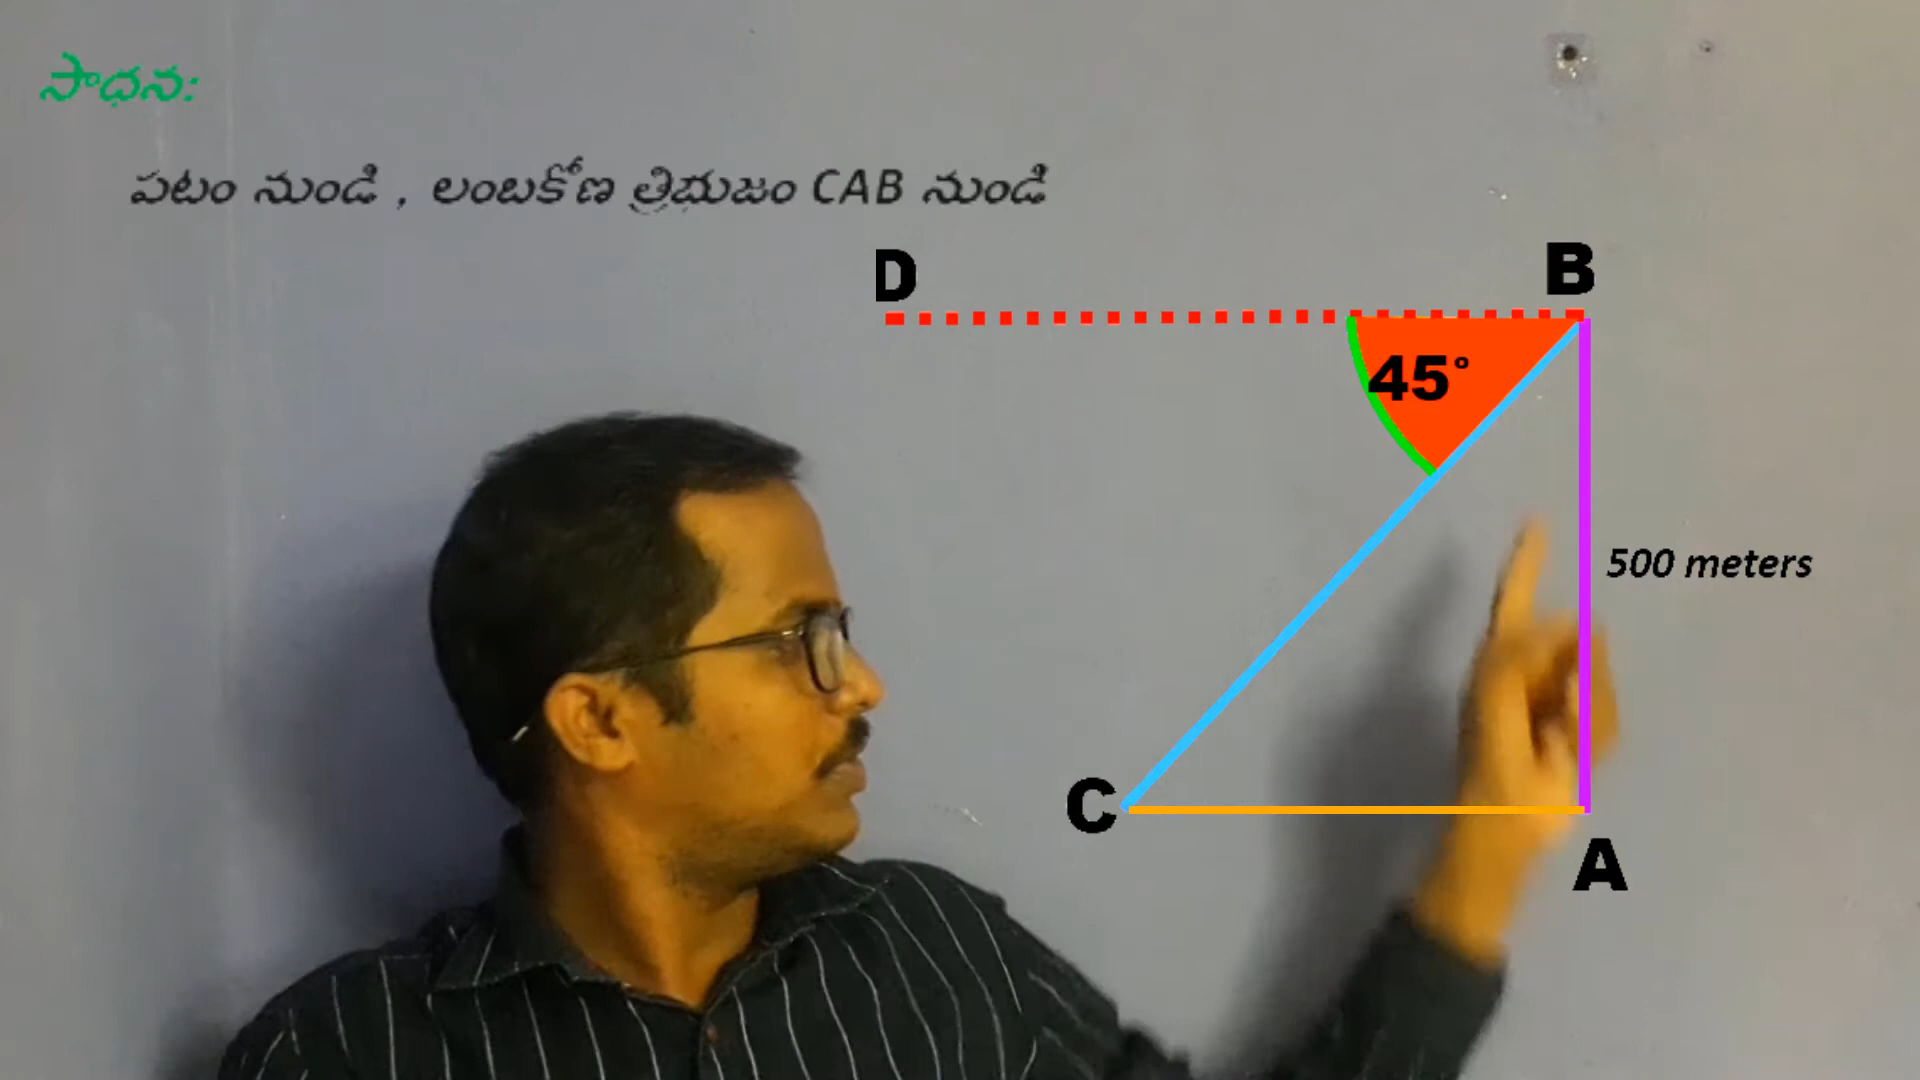 సాధన:
పటం నుండి , లంబకోణ త్రిభుజం CAB నుండి
D
B
45°
500 meters
C
A